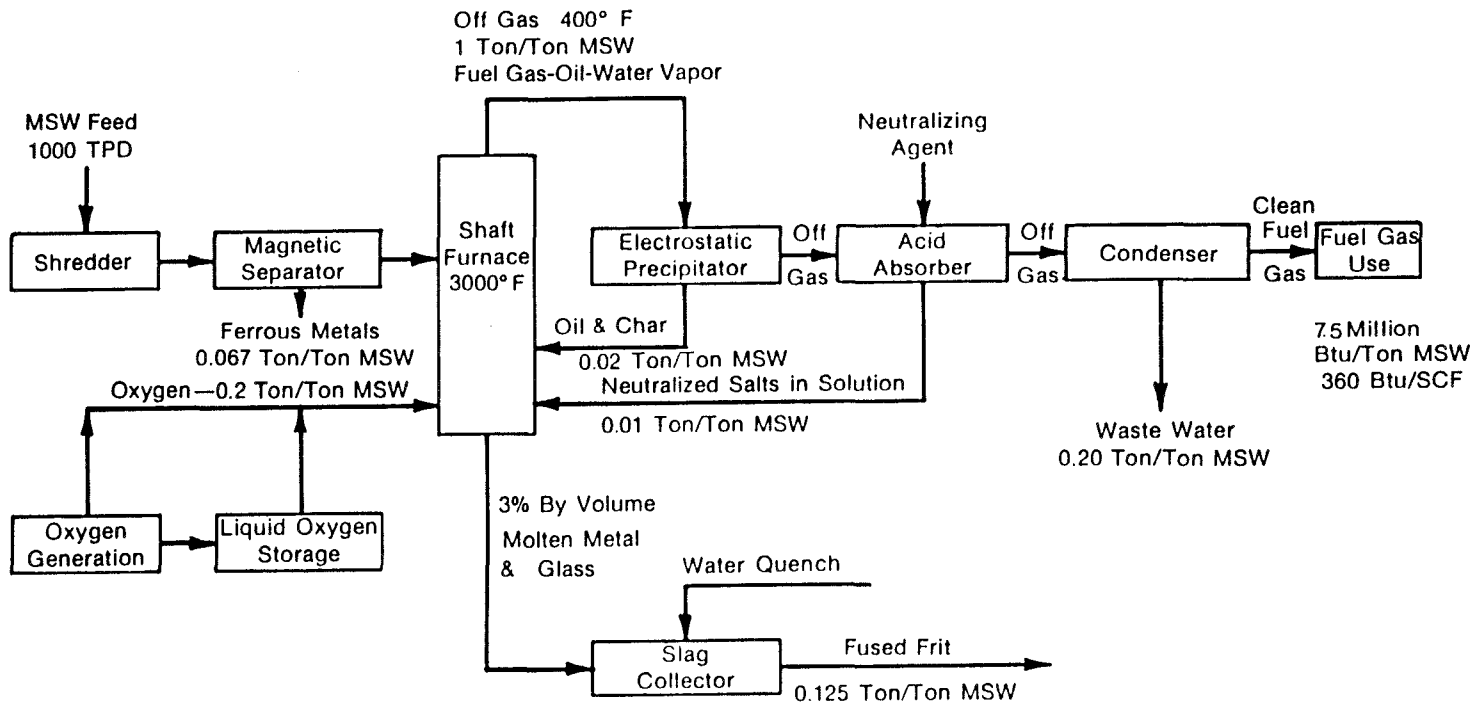 Off Gas 400° F
1 Ton/Ton MSW
Fuel Gas-Oil-Water Vapor
MSW Feed
1000 TPD
Neutralizing
Agent
Shredder
Magnetic
Separator
Shaft
Furnace
3000° F
Electrostatic
Precipitator
Off
Gas
Acid
Absorber
Off
Gas
Condenser
Clean
Fuel
Gas
Fuel Gas
Use
Ferrous Metals
0.067 Ton/Ton MSW
Oil & Char
0.02 Ton/Ton MSW
7.5 Million
Btu/Ton MSW
360 Btu/SCF
Oxygen—0.2 Ton/Ton MSW
Neutralized Salts in Solution
0.01 Ton/Ton MSW
Waste Water
0.20 Ton/Ton MSW
Oxygen
Generation
Liquid Oxygen
Storage
3% By Volume
Molten Metal
& Glass
Water Quench
Slag
Collector
Fused Frit
0.125 Ton/Ton MSW